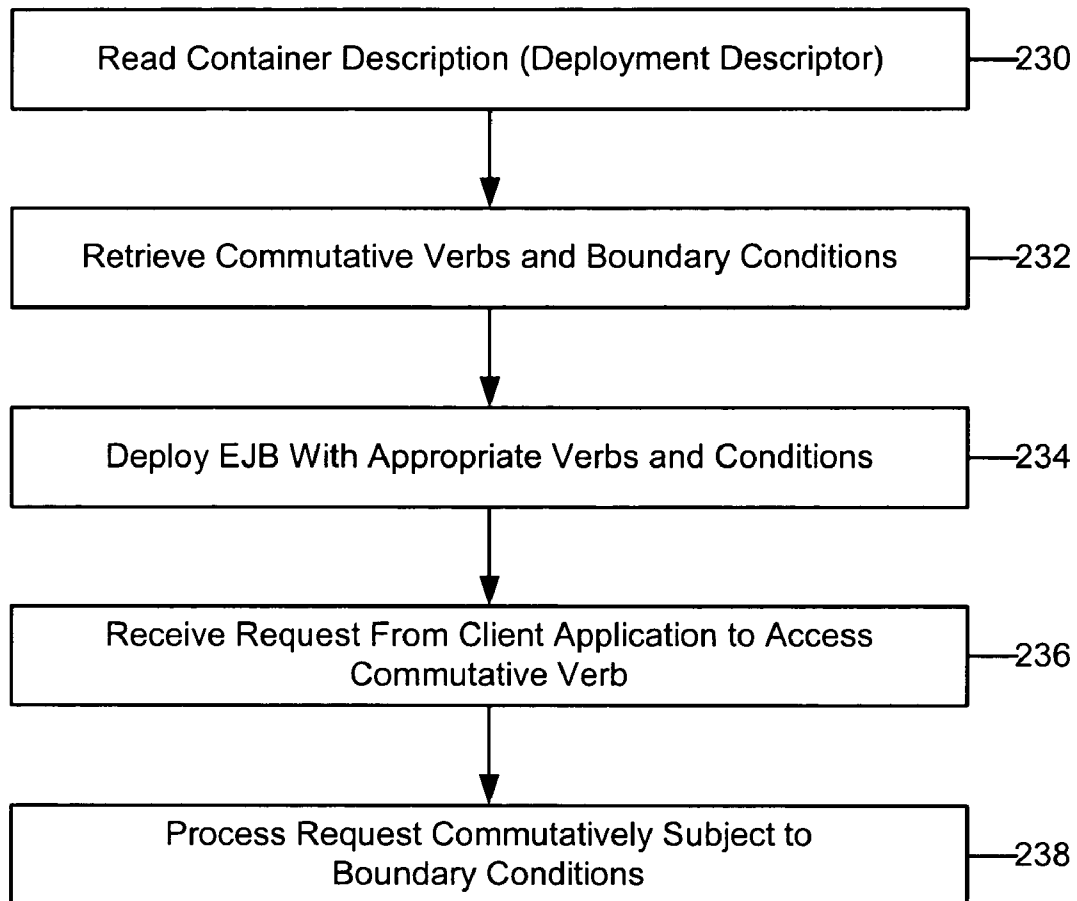 Read Container Description (Deployment Descriptor)
230
Retrieve Commutative Verbs and Boundary Conditions
232
Deploy EJB With Appropriate Verbs and Conditions
234
Receive Request From Client Application to Access
Commutative Verb
236
Process Request Commutatively Subject to
Boundary Conditions
238